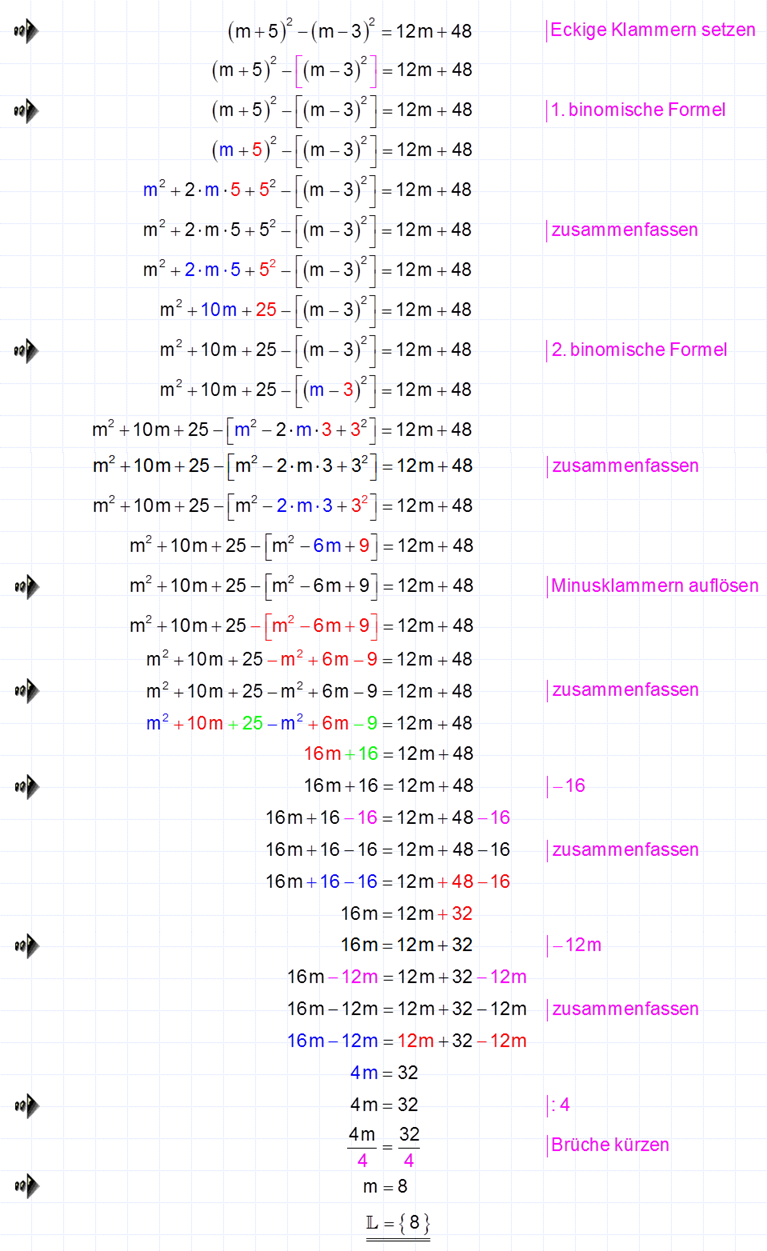 (m + 5)² − (m − 3)² = 12m + 48 |Eckige Klammern setzen
(m + 5)² − [(m − 3)²] = 12m + 48
(m + 5)² − [(m − 3)²] = 12m + 48 |1. binomische Formel
(m + 5)² − [(m − 3)²] = 12m + 48
m² + 2 · m · 5 + 5² − [(m − 3)²] = 12m + 48
m² + 2 · m · 5 + 5² − [(m − 3)²] = 12m + 48 |zusammenfassen
m² + 2 · m · 5 + 5² − [(m − 3)²] = 12m + 48
m² + 10m + 25 − [(m − 3)²] = 12m + 48
m² + 10m + 25 − [(m − 3)²] = 12m + 48 |2. binomische Formel
m² + 10m + 25 − [(m − 3)²] = 12m + 48
m² + 10m + 25 − [m² − 2 · m · 3 + 3²] = 12m + 48
m² + 10m + 25 − [m² − 2 · m · 3 + 3²] = 12m + 48 |zusammenfassen
m² + 10m + 25 − [m² − 2 · m · 3 + 3²] = 12m + 48
m² + 10m + 25 − [m² − 6m + 9] = 12m + 48
m² + 10m + 25 − [m² − 6m + 9] = 12m + 48 |Minusklammern auflösen
m² + 10m + 25 − [m² − 6m + 9] = 12m + 48
m² + 10m + 25 − m² + 6m − 9 = 12m + 48
m² + 10m + 25 − m² + 6m − 9 = 12m + 48 |zusammenfassen
m² + 10m + 25 − m² + 6m − 9 = 12m + 48
16m + 16 = 12m + 48
16m + 16 = 12m + 48 |−16
16m + 16 − 16 = 12m + 48 − 16
16m + 16 − 16 = 12m + 48 − 16 |zusammenfassen
16m + 16 − 16 = 12m + 48 − 16
16m = 12m + 32
16m = 12m + 32 |−12m
16m − 12m = 12m + 32 − 12m
16m − 12m = 12m + 32 − 12m |zusammenfassen
16m − 12m = 12m + 32 − 12m
4m = 32
4m = 32 |: 4
4m/4 = 32/4 |Brüche kürzen
m = 8
𝕃 = {8}